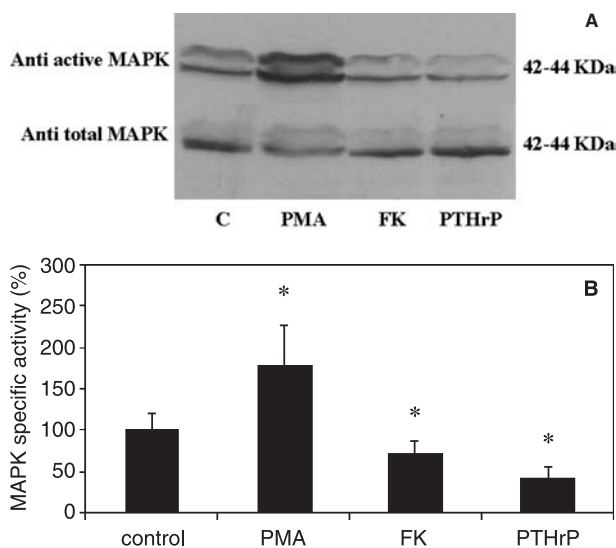 A
Anti active MAPK
42-44 KDa
Anti total MAPK
42-44 KDa
C PMA FK PTHrP
B
MAPK specific activity (%)
300
250
200
150
100
50
0
*
*
*
control PMA FK PTHrP